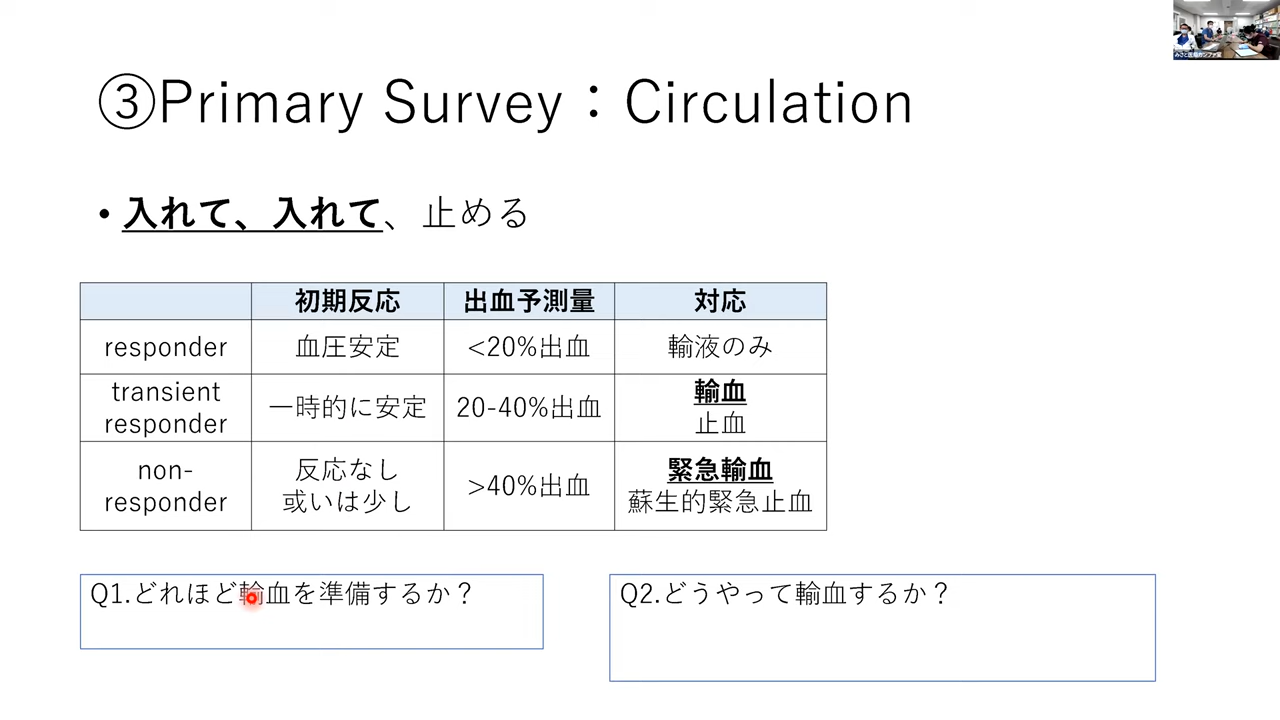 ③Primary Survey：Circulation
• 入れて、入れて、止める
初期反応 出血予測量 対応
responder 血圧安定 <20%出血 輸液のみ
transient responder 一時的に安定 20-40%出血 輸血 止血
non-responder 反応なし 或いは少し >40%出血 緊急輸血 蘇生的緊急止血
Q1.どれほど輸血を準備するか？
Q2.どうやって輸血するか？